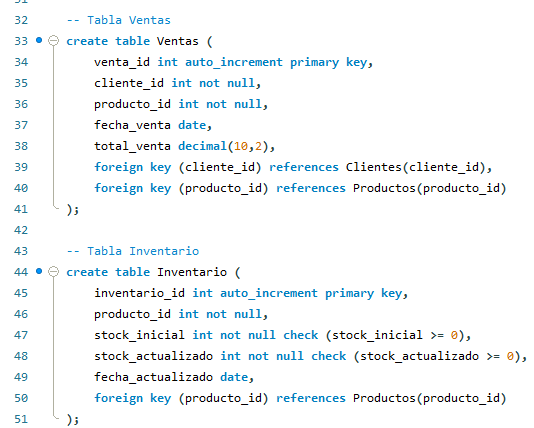 32 -- Tabla Ventas
33 create table Ventas (
34 venta_id int auto_increment primary key,
35 cliente_id int not null,
36 producto_id int not null,
37 fecha_venta date,
38 total_venta decimal(10,2),
39 foreign key (cliente_id) references Clientes(cliente_id),
40 foreign key (producto_id) references Productos(producto_id)
41 );
42
43 -- Tabla Inventario
44 create table Inventario (
45 inventario_id int auto_increment primary key,
46 producto_id int not null,
47 stock_inicial int not null check (stock_inicial >= 0),
48 stock_actualizado int not null check (stock_actualizado >= 0),
49 fecha_actualizado date,
50 foreign key (producto_id) references Productos(producto_id)
51 );